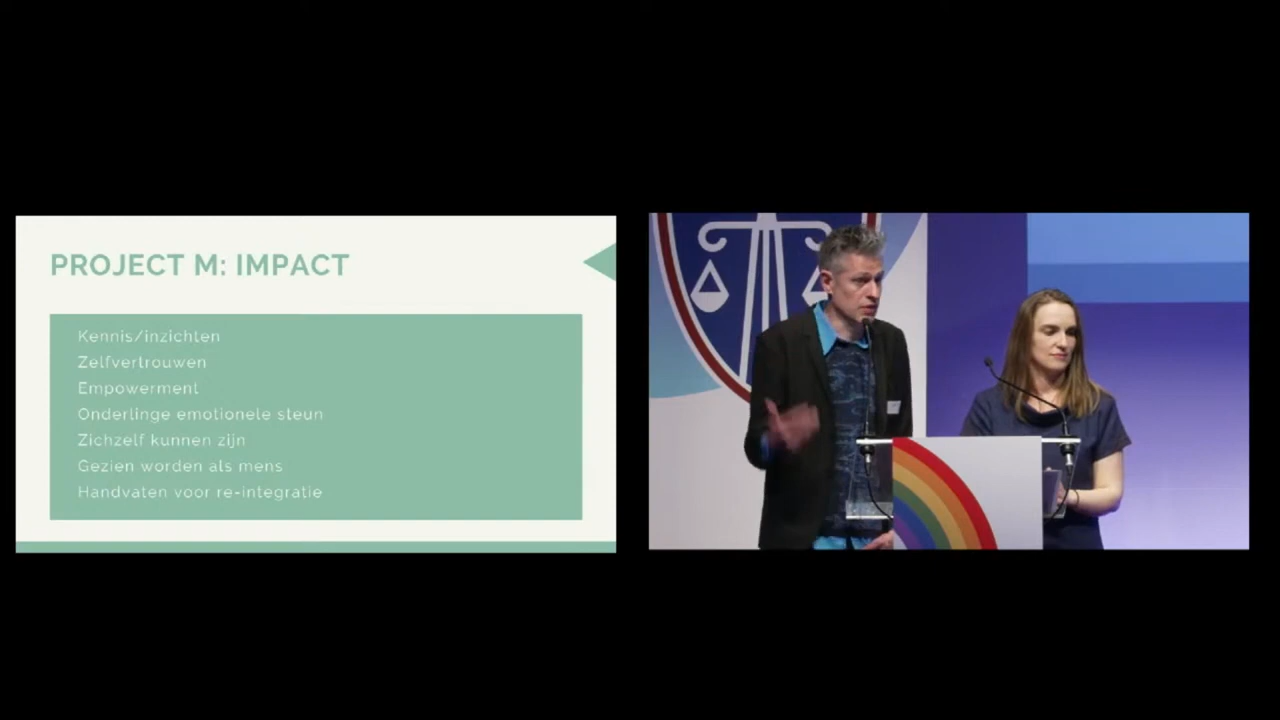 PROJECT M: IMPACT
Kennis/inzichten
Zelfvertrouwen
Empowerment
Onderlinge emotionele steun
Zichzelf kunnen zijn
Gezien worden als mens
Handvaten voor re-integratie